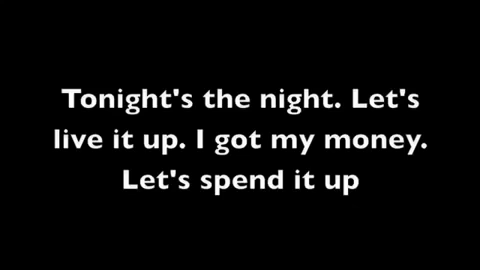 Tonight's the night. Let's
live it up. I got my money.
Let's spend it up